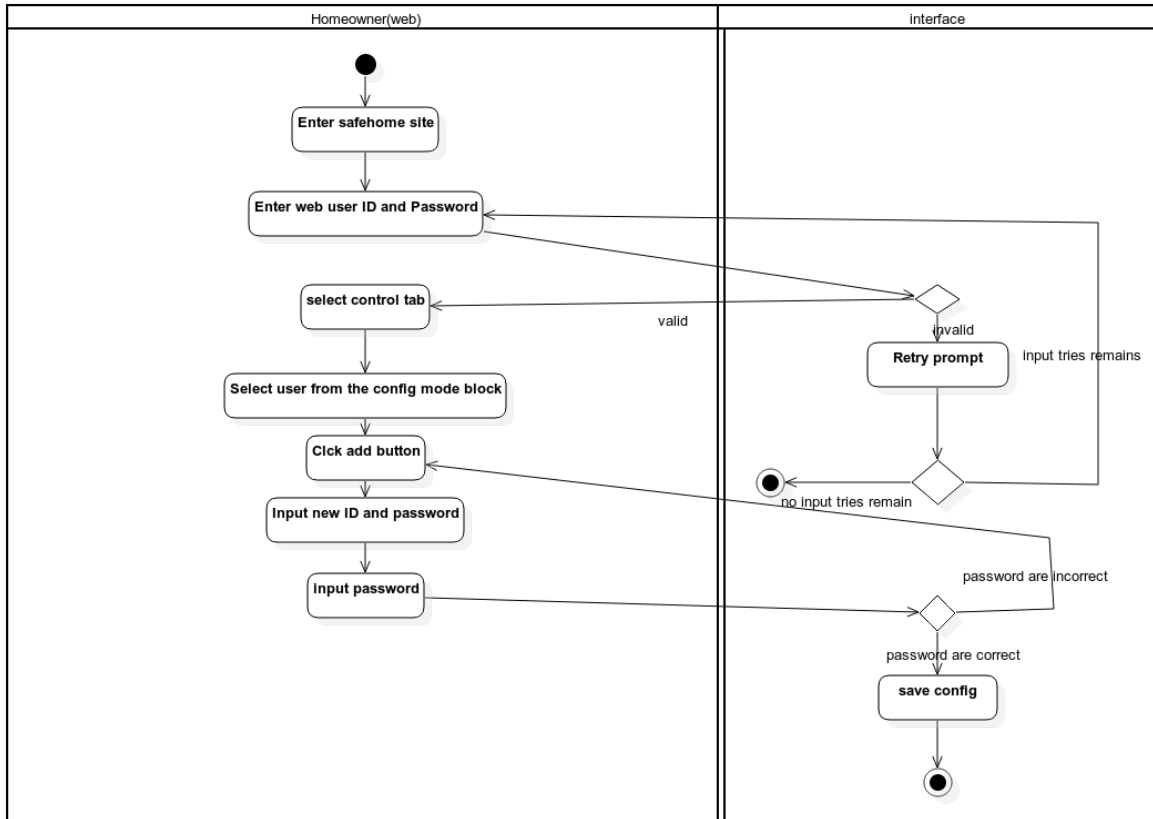 Homeowner(web)
interface
Enter safehome site
Enter web user ID and Password
select control tab
valid
invalid
Retry prompt
input tries remains
Select user from the config mode block
Clck add button
no input tries remain
Input new ID and password
input password
password are incorrect
password are correct
save config